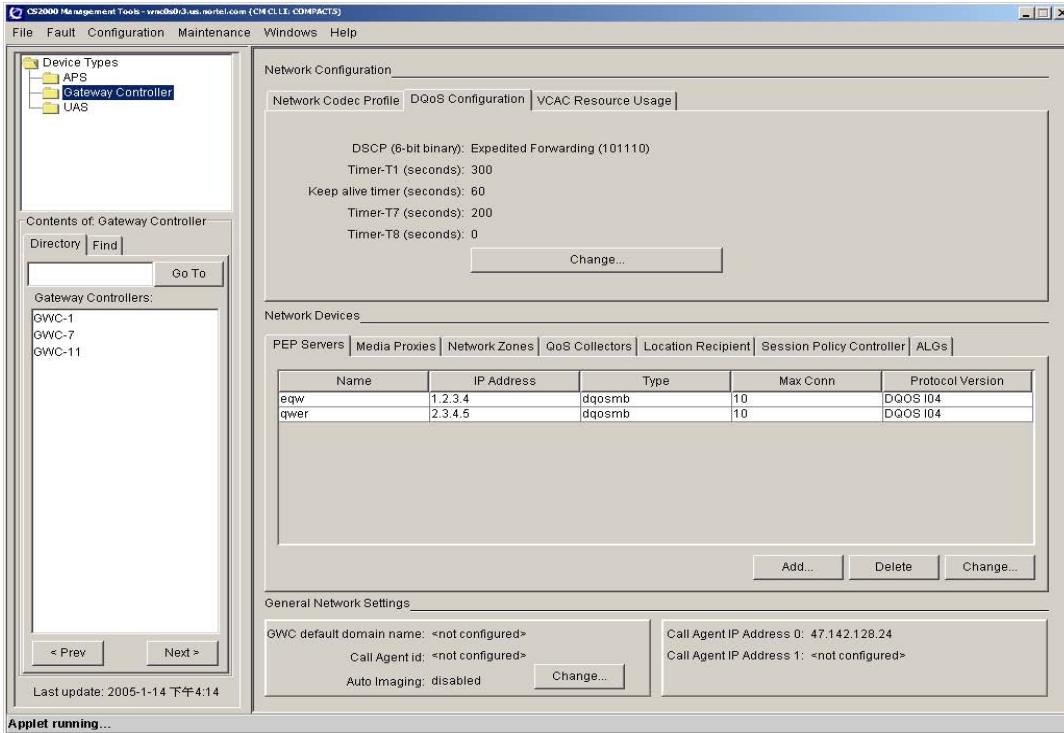 CS2000 Management Tools - wnc0s0r3.us.nortel.com (CM CLLI: COMPACTS)
File Fault Configuration Maintenance Windows Help
Device Types
APS
Gateway Controller
UAS
Contents of: Gateway Controller
Directory Find
Go To
Gateway Controllers:
GWC-1
GWC-7
GWC-11
< Prev Next >
Last update: 2005-1-14 下午4:14
Network Configuration
Network Codec Profile DQoS Configuration VCAC Resource Usage
DSCP (6-bit binary): Expedited Forwarding (101110)
Timer-T1 (seconds): 300
Keep alive timer (seconds): 60
Timer-T7 (seconds): 200
Timer-T8 (seconds): 0
Change...
Network Devices
PEP Servers Media Proxies Network Zones QoS Collectors Location Recipient Session Policy Controller ALGs
Name IP Address Type Max Conn Protocol Version
eqw 1.2.3.4 dqosmb 10 DQOS I04
qwer 2.3.4.5 dqosmb 10 DQOS I04
Add... Delete Change...
General Network Settings
GWC default domain name: <not configured>
Call Agent id: <not configured>
Auto Imaging: disabled
Change...
Call Agent IP Address 0: 47.142.128.24
Call Agent IP Address 1: <not configured>
Applet running...